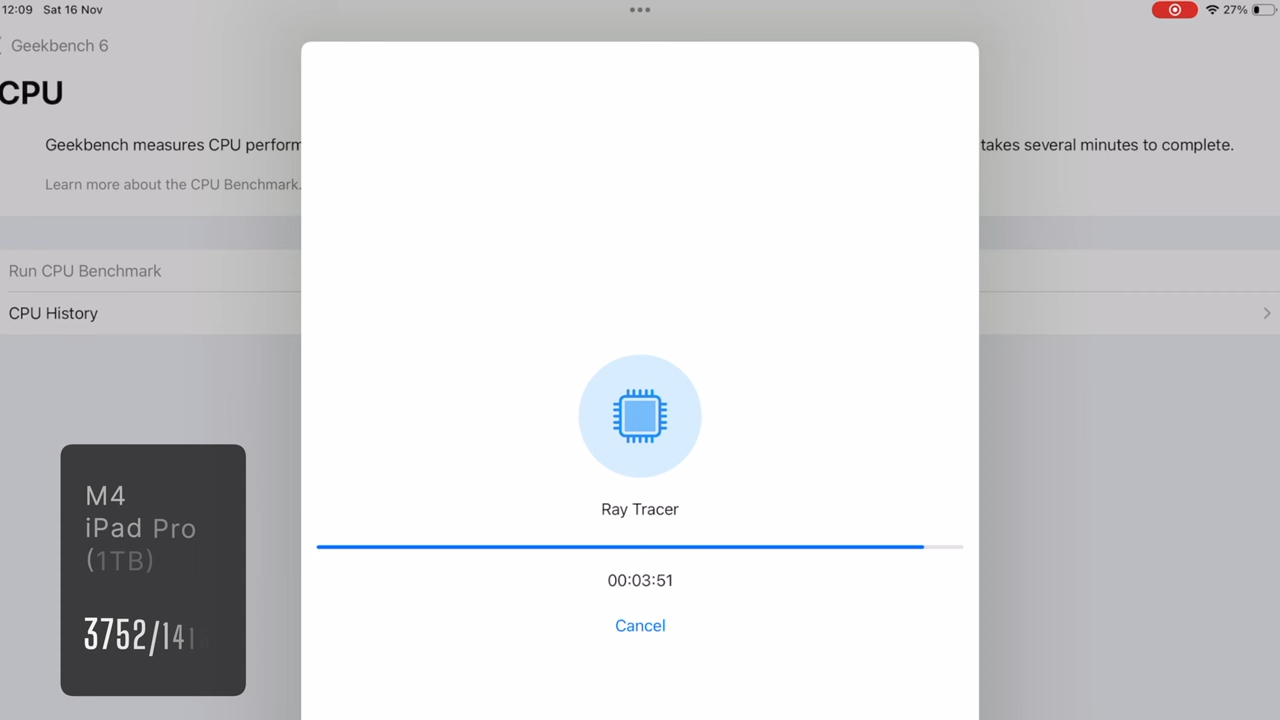 12:09 Sat 16 Nov
27%
Geekbench 6
CPU
Geekbench measures CPU perform
takes several minutes to complete.
Learn more about the CPU Benchmark.
Run CPU Benchmark
CPU History
Ray Tracer
00:03:51
Cancel
M4
iPad Pro
(1TB)
3752/141